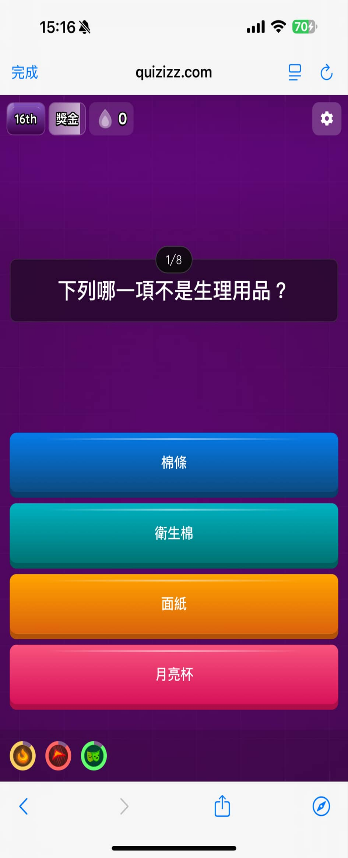 15:16
70
完成
quizizz.com
16th
獎金
0
1/8
下列哪一項不是生理用品？
棉條
衛生棉
面紙
月亮杯